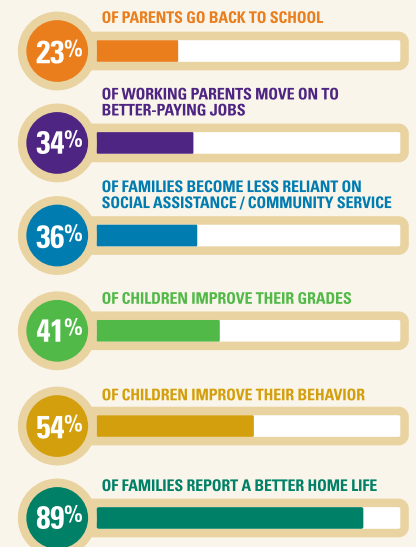 OF PARENTS GO BACK TO SCHOOL
23%
OF WORKING PARENTS MOVE ON TO
BETTER-PAYING JOBS
34%
OF FAMILIES BECOME LESS RELIANT ON
SOCIAL ASSISTANCE / COMMUNITY SERVICE
36%
OF CHILDREN IMPROVE THEIR GRADES
41%
OF CHILDREN IMPROVE THEIR BEHAVIOR
54%
OF FAMILIES REPORT A BETTER HOME LIFE
89%